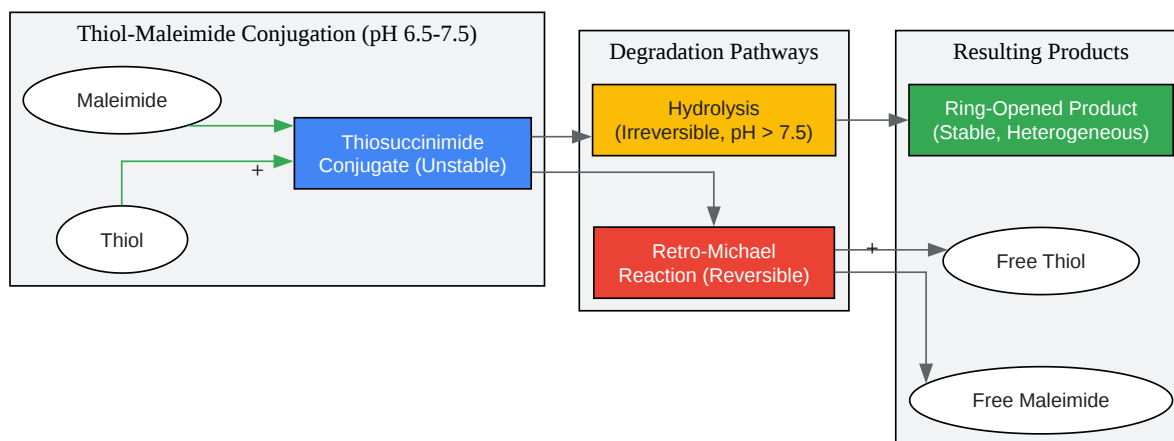 Thiol-Maleimide Conjugation (pH 6.5-7.5)
Maleimide
Thiol
+
Thiosuccinimide
Conjugate (Unstable)
Degradation Pathways
Hydrolysis
(Irreversible, pH > 7.5)
Retro-Michael
Reaction (Reversible)
+
Resulting Products
Ring-Opened Product
(Stable, Heterogeneous)
Free Thiol
Free Maleimide